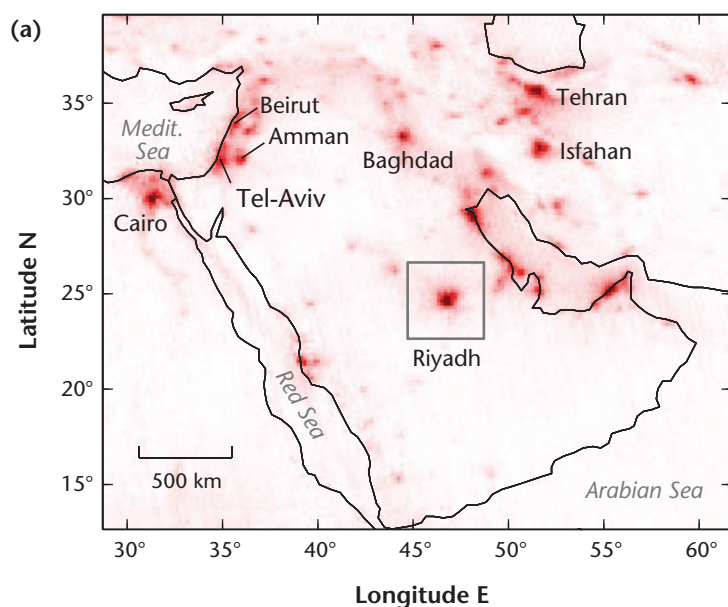 (a)
35°
30°
25°
20°
15°
Latitude N
Medit.
Sea
Beirut
Amman
Tel-Aviv
Cairo
Baghdad
Tehran
Isfahan
Riyadh
Red Sea
Arabian Sea
500 km
30°
35°
40°
45°
50°
55°
60°
Longitude E